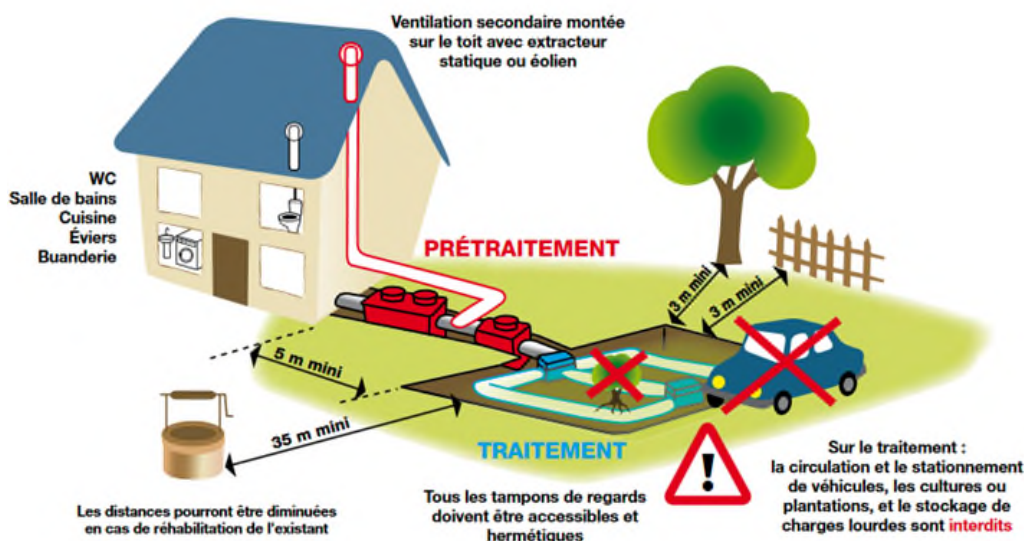 Ventilation secondaire montée
sur le toit avec extracteur
statique ou éolien
WC
Salle de bains
Cuisine
Éviers
Buanderie
PRÉTRAITEMENT
3 m mini
3 m mini
5 m mini
35 m mini
TRAITEMENT
!
Les distances pourront être diminuées
en cas de réhabilitation de l'existant
Tous les tampons de regards
doivent être accessibles et
hermétiques
Sur le traitement :
la circulation et le stationnement
de véhicules, les cultures ou
plantations, et le stockage de
charges lourdes sont interdits